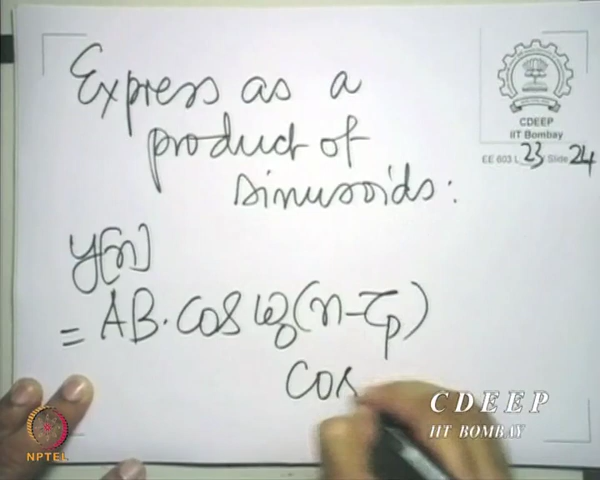 Express as a
product of
sinusoids:
y[n]
= AB. cos ω₀(n-τp)
cos
CDEEP
IIT Bombay
EE 603 L 23 Slide 24
CDEEP
IIT BOMBAY
NPTEL